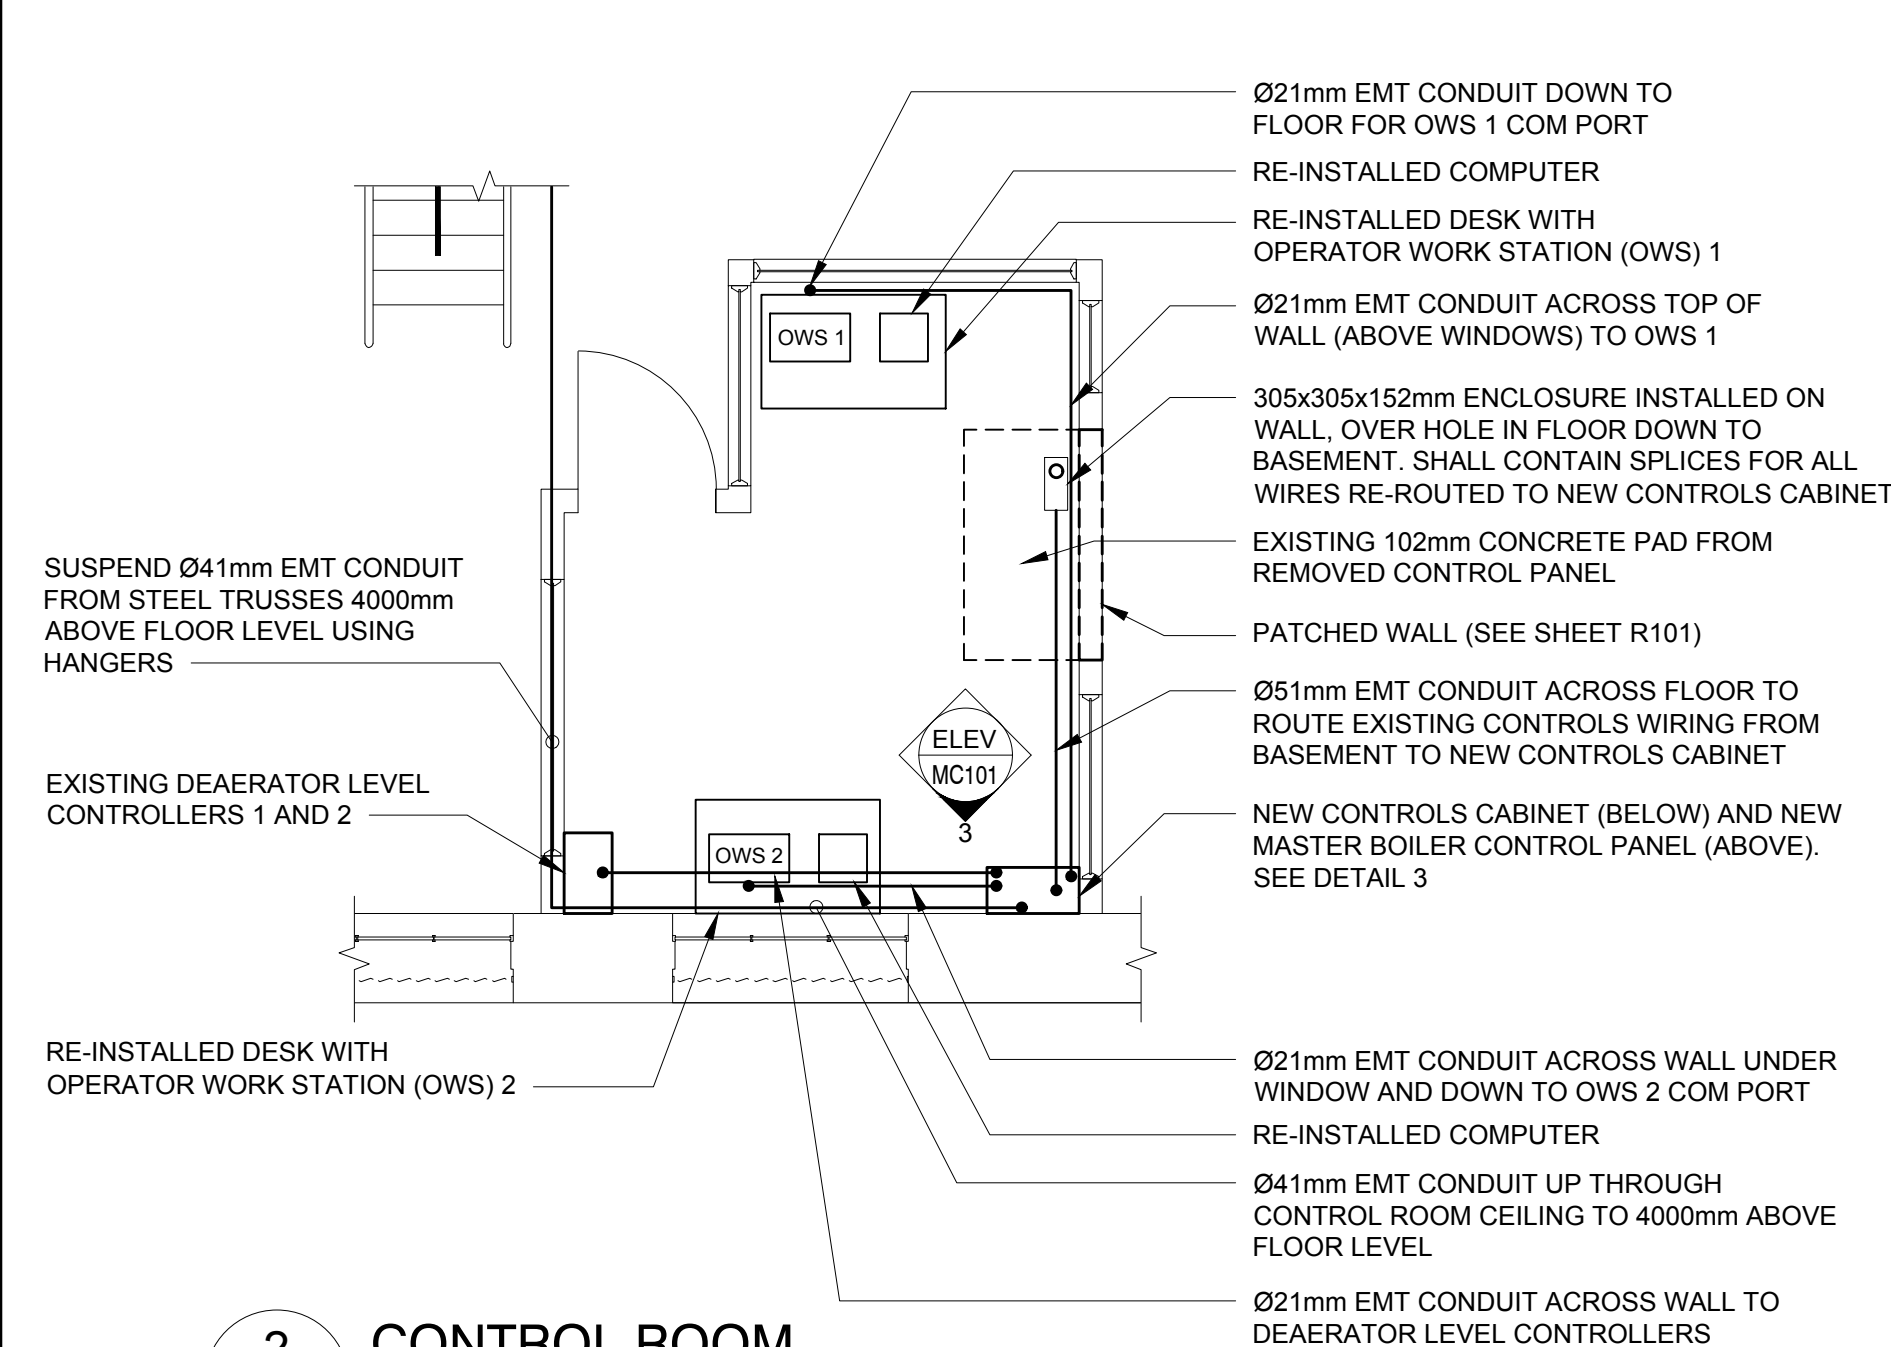 Ø21mm EMT CONDUIT DOWN TO
FLOOR FOR OWS 1 COM PORT
RE-INSTALLED COMPUTER
RE-INSTALLED DESK WITH
OPERATOR WORK STATION (OWS) 1
Ø21mm EMT CONDUIT ACROSS TOP OF
WALL (ABOVE WINDOWS) TO OWS 1
305x305x152mm ENCLOSURE INSTALLED ON
WALL, OVER HOLE IN FLOOR DOWN TO
BASEMENT. SHALL CONTAIN SPLICES FOR ALL
WIRES RE-ROUTED TO NEW CONTROLS CABINET
EXISTING 102mm CONCRETE PAD FROM
REMOVED CONTROL PANEL
PATCHED WALL (SEE SHEET R101)
Ø51mm EMT CONDUIT ACROSS FLOOR TO
ROUTE EXISTING CONTROLS WIRING FROM
BASEMENT TO NEW CONTROLS CABINET
NEW CONTROLS CABINET (BELOW) AND NEW
MASTER BOILER CONTROL PANEL (ABOVE).
SEE DETAIL 3
Ø21mm EMT CONDUIT ACROSS WALL UNDER
WINDOW AND DOWN TO OWS 2 COM PORT
RE-INSTALLED COMPUTER
Ø41mm EMT CONDUIT UP THROUGH
CONTROL ROOM CEILING TO 4000mm ABOVE
FLOOR LEVEL
Ø21mm EMT CONDUIT ACROSS WALL TO
DEAERATOR LEVEL CONTROLLERS
OWS 1
ELEV
MC101
3
OWS 2
SUSPEND Ø41mm EMT CONDUIT
FROM STEEL TRUSSES 4000mm
ABOVE FLOOR LEVEL USING
HANGERS
EXISTING DEAERATOR LEVEL
CONTROLLERS 1 AND 2
RE-INSTALLED DESK WITH
OPERATOR WORK STATION (OWS) 2
2
CONTROL ROOM